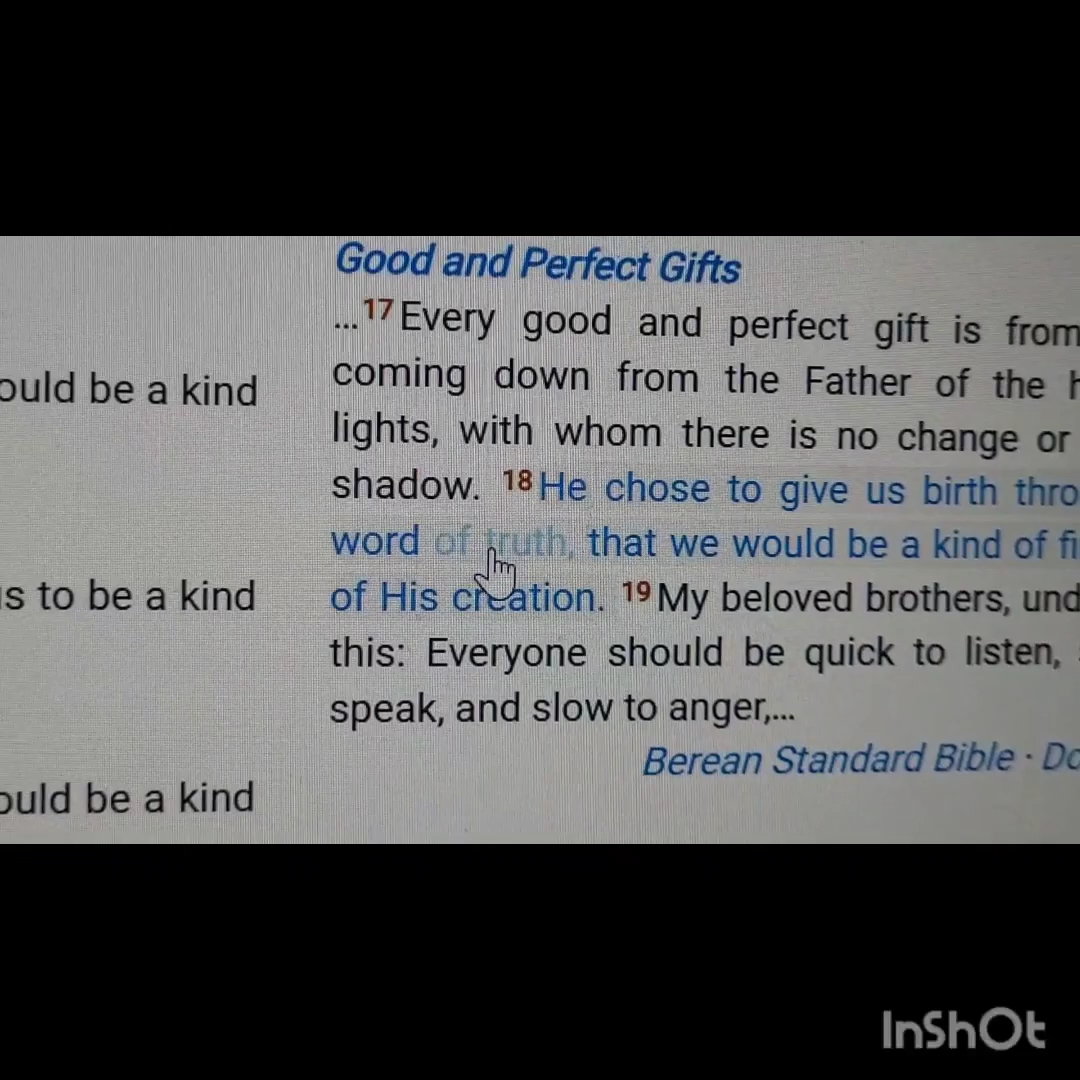 Good and Perfect Gifts
...17 Every good and perfect gift is from
coming down from the Father of the
lights, with whom there is no change or
shadow. 18 He chose to give us birth thro
word of truth, that we would be a kind of fi
of His creation. 19 My beloved brothers, und
this: Everyone should be quick to listen,
speak, and slow to anger,...
Berean Standard Bible · Do
ould be a kind
us to be a kind
ould be a kind
InShOt